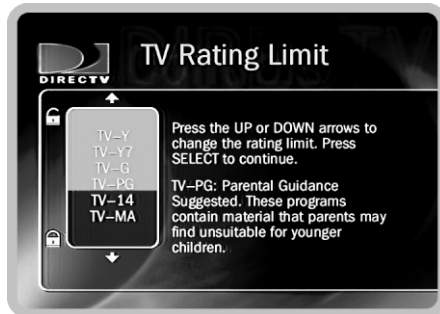 TV Rating Limit
DIRECTV
TV–Y
TV–Y7
TV–G
TV–PG
TV–14
TV–MA
Press the UP or DOWN arrows to
change the rating limit. Press
SELECT to continue.
TV–PG: Parental Guidance
Suggested. These programs
contain material that parents may
find unsuitable for younger
children.